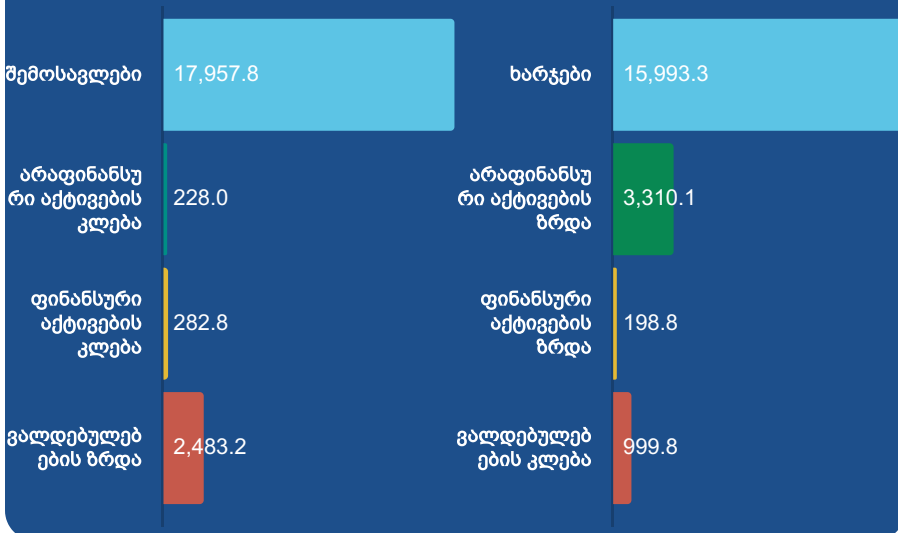 შემოსავლები
17,957.8
არაფინანსუ
რი აქტივების
კლება
228.0
ფინანსური
აქტივების
კლება
282.8
ვალდებულებ
ების ზრდა
2,483.2
ხარჯები
15,993.3
არაფინანსუ
რი აქტივების
ზრდა
3,310.1
ფინანსური
აქტივების
ზრდა
198.8
ვალდებულებ
ების კლება
999.8